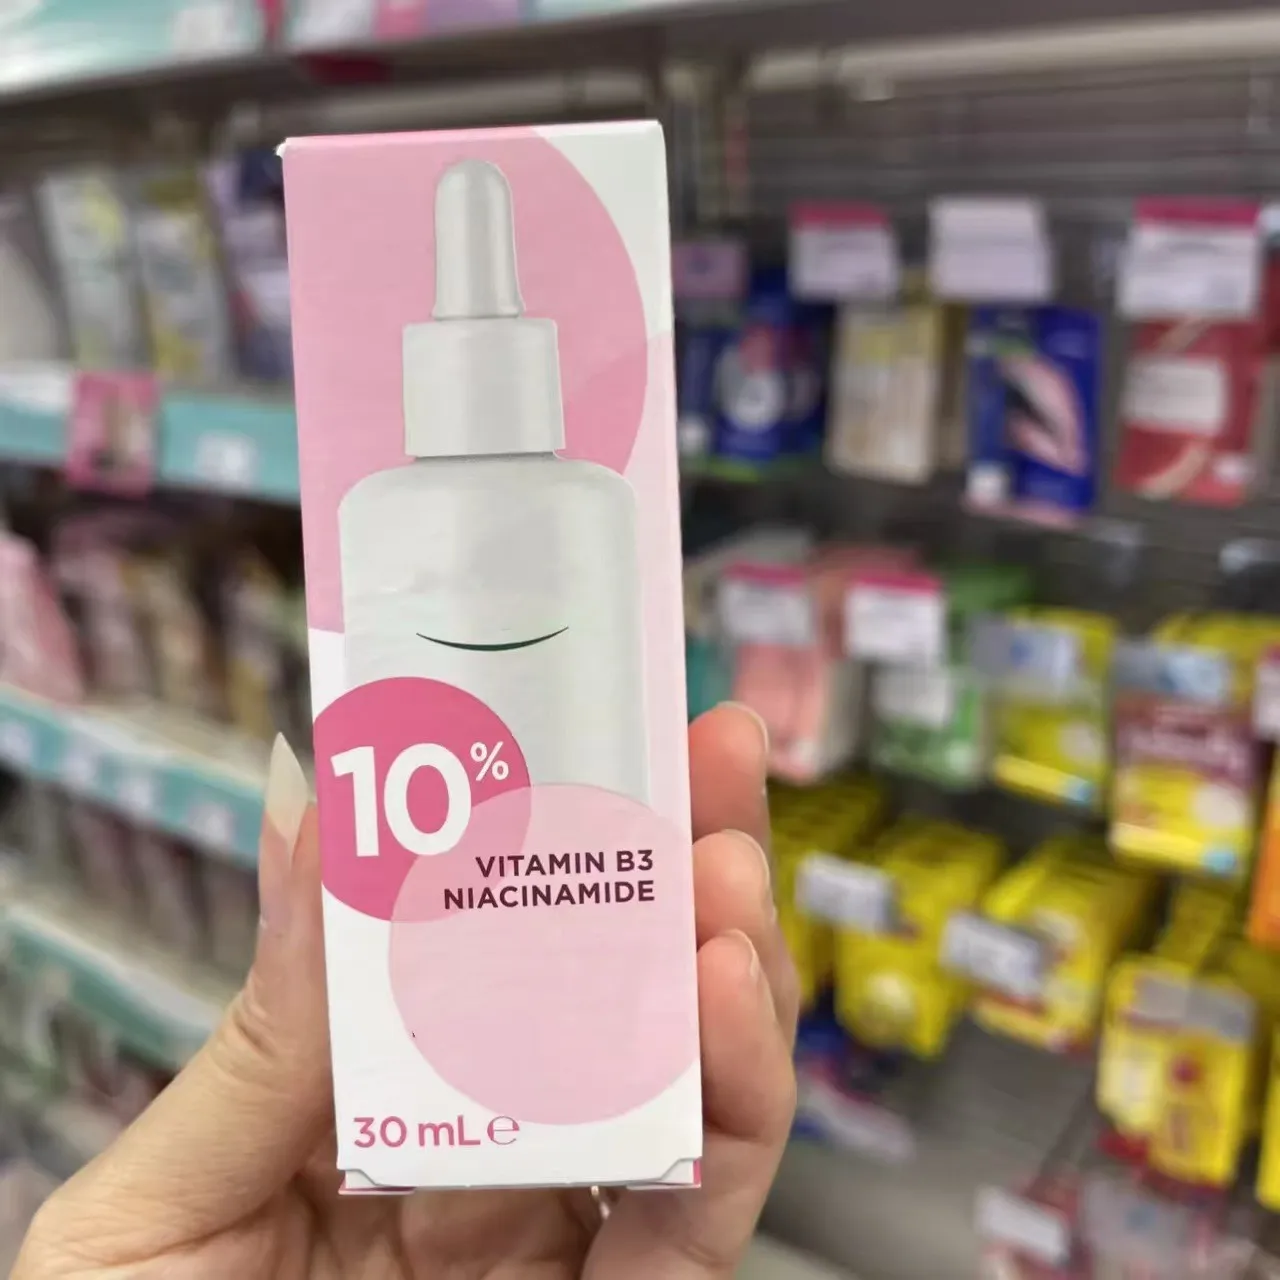 10%
VITAMIN B3
NIACINAMIDE
30 mL ℮